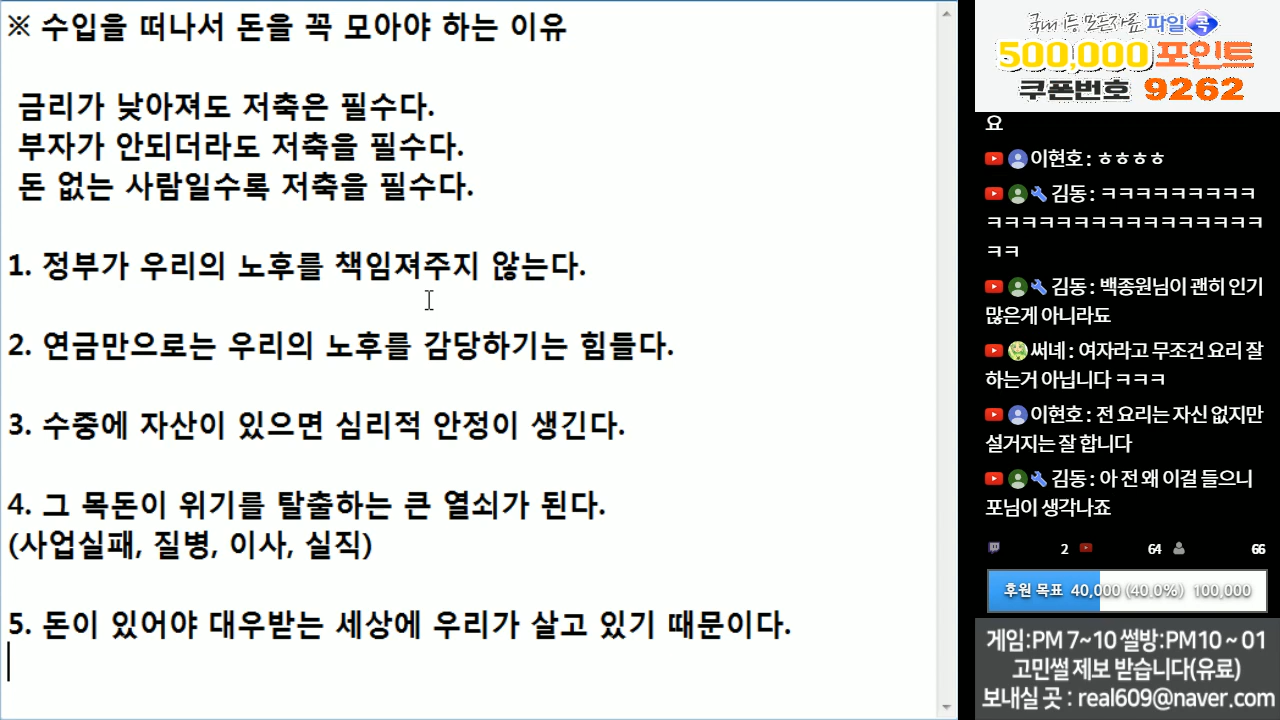 ※ 수입을 떠나서 돈을 꼭 모아야 하는 이유
금리가 낮아져도 저축은 필수다.
부자가 안되더라도 저축을 필수다.
돈 없는 사람일수록 저축을 필수다.
1. 정부가 우리의 노후를 책임져주지 않는다.
2. 연금만으로는 우리의 노후를 감당하기는 힘들다.
3. 수중에 자산이 있으면 심리적 안정이 생긴다.
4. 그 목돈이 위기를 탈출하는 큰 열쇠가 된다.
(사업실패, 질병, 이사, 실직)
5. 돈이 있어야 대우받는 세상에 우리가 살고 있기 때문이다.
국내 1등 모든자료 파일콕
500,000 포인트
쿠폰번호 9262
요
이현호 : ㅎㅎㅎㅎ
김동 : ㅋㅋㅋㅋㅋㅋㅋㅋㅋ
ㅋㅋㅋㅋㅋㅋㅋㅋㅋㅋㅋㅋㅋㅋㅋㅋ
ㅋㅋ
김동 : 백종원님이 괜히 인기
많은게 아니라됴
써녜 : 여자라고 무조건 요리 잘
하는거 아닙니다 ㅋㅋㅋ
이현호 : 전 요리는 자신 없지만
설거지는 잘 합니다
김동 : 아 전 왜 이걸 들으니
포님이 생각나죠
2 64 66
후원 목표 40,000 (40.0%) 100,000
게임:PM 7~10 썰방:PM10 ~ 01
고민썰 제보 받습니다(유료)
보내실 곳 : real609@naver.com